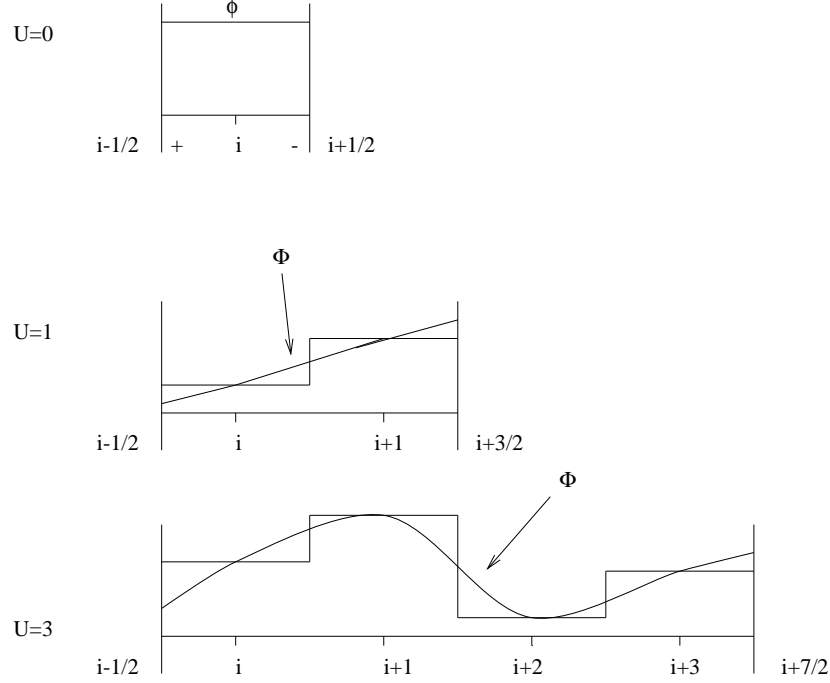 ϕ
U=0
i-1/2 + i - i+1/2
Φ
U=1
i-1/2 i i+1 i+3/2
Φ
U=3
i-1/2 i i+1 i+2 i+3 i+7/2